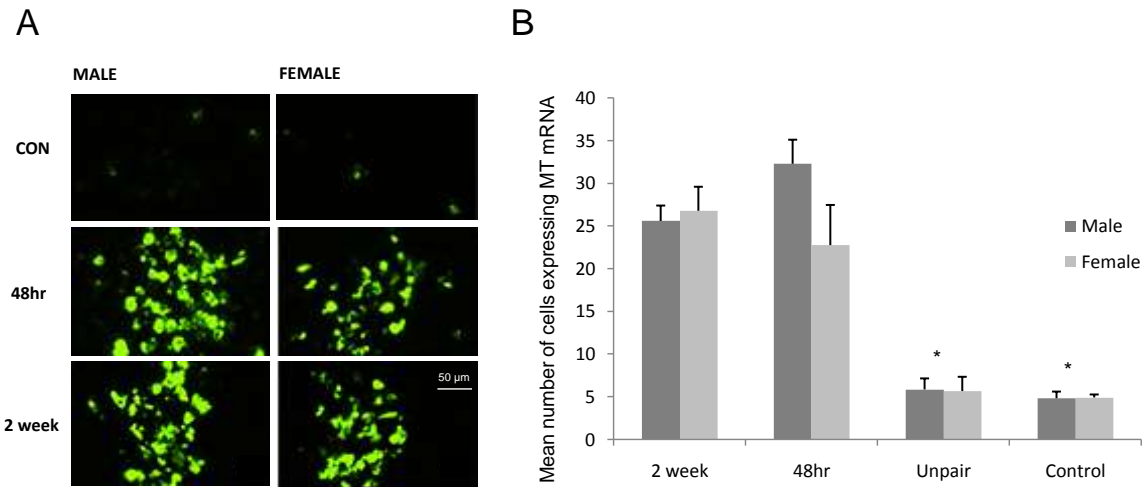 A
MALE FEMALE
CON
48hr
2 week
50 µm
B
Mean number of cells expressing MT mRNA
40
35
30
25
20
15
10
5
0
* *
2 week 48hr Unpair Control
Male
Female